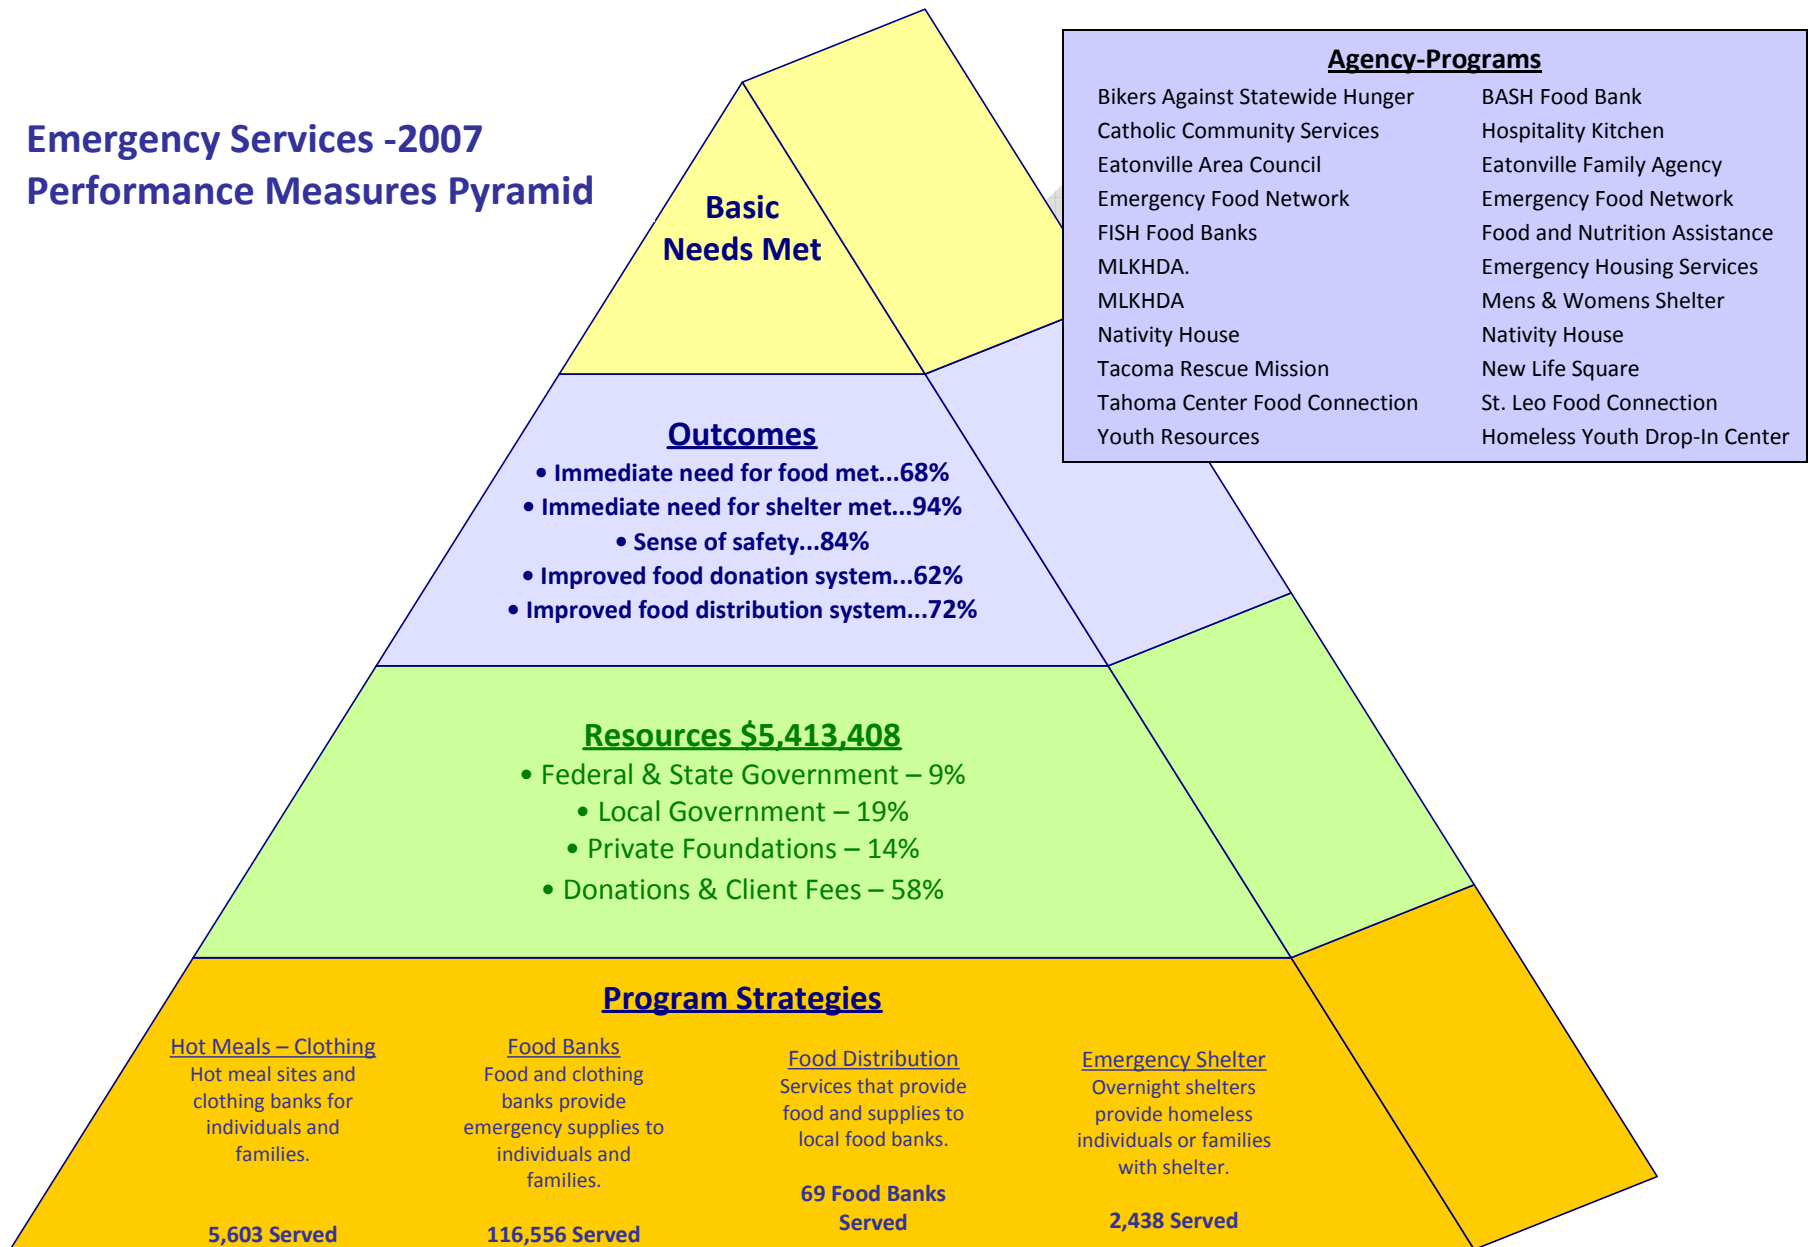 Emergency Services -2007
Performance Measures Pyramid
Agency-Programs
Bikers Against Statewide Hunger BASH Food Bank
Catholic Community Services Hospitality Kitchen
Eatonville Area Council Eatonville Family Agency
Emergency Food Network Emergency Food Network
FISH Food Banks Food and Nutrition Assistance
MLKHDA. Emergency Housing Services
MLKHDA Mens & Womens Shelter
Nativity House Nativity House
Tacoma Rescue Mission New Life Square
Tahoma Center Food Connection St. Leo Food Connection
Youth Resources Homeless Youth Drop-In Center
Basic
Needs Met
Outcomes
• Immediate need for food met...68%
• Immediate need for shelter met...94%
• Sense of safety...84%
• Improved food donation system...62%
• Improved food distribution system...72%
Resources $5,413,408
• Federal & State Government – 9%
• Local Government – 19%
• Private Foundations – 14%
• Donations & Client Fees – 58%
Program Strategies
Hot Meals – Clothing
Hot meal sites and
clothing banks for
individuals and
families.
5,603 Served
Food Banks
Food and clothing
banks provide
emergency supplies to
individuals and
families.
116,556 Served
Food Distribution
Services that provide
food and supplies to
local food banks.
69 Food Banks
Served
Emergency Shelter
Overnight shelters
provide homeless
individuals or families
with shelter.
2,438 Served